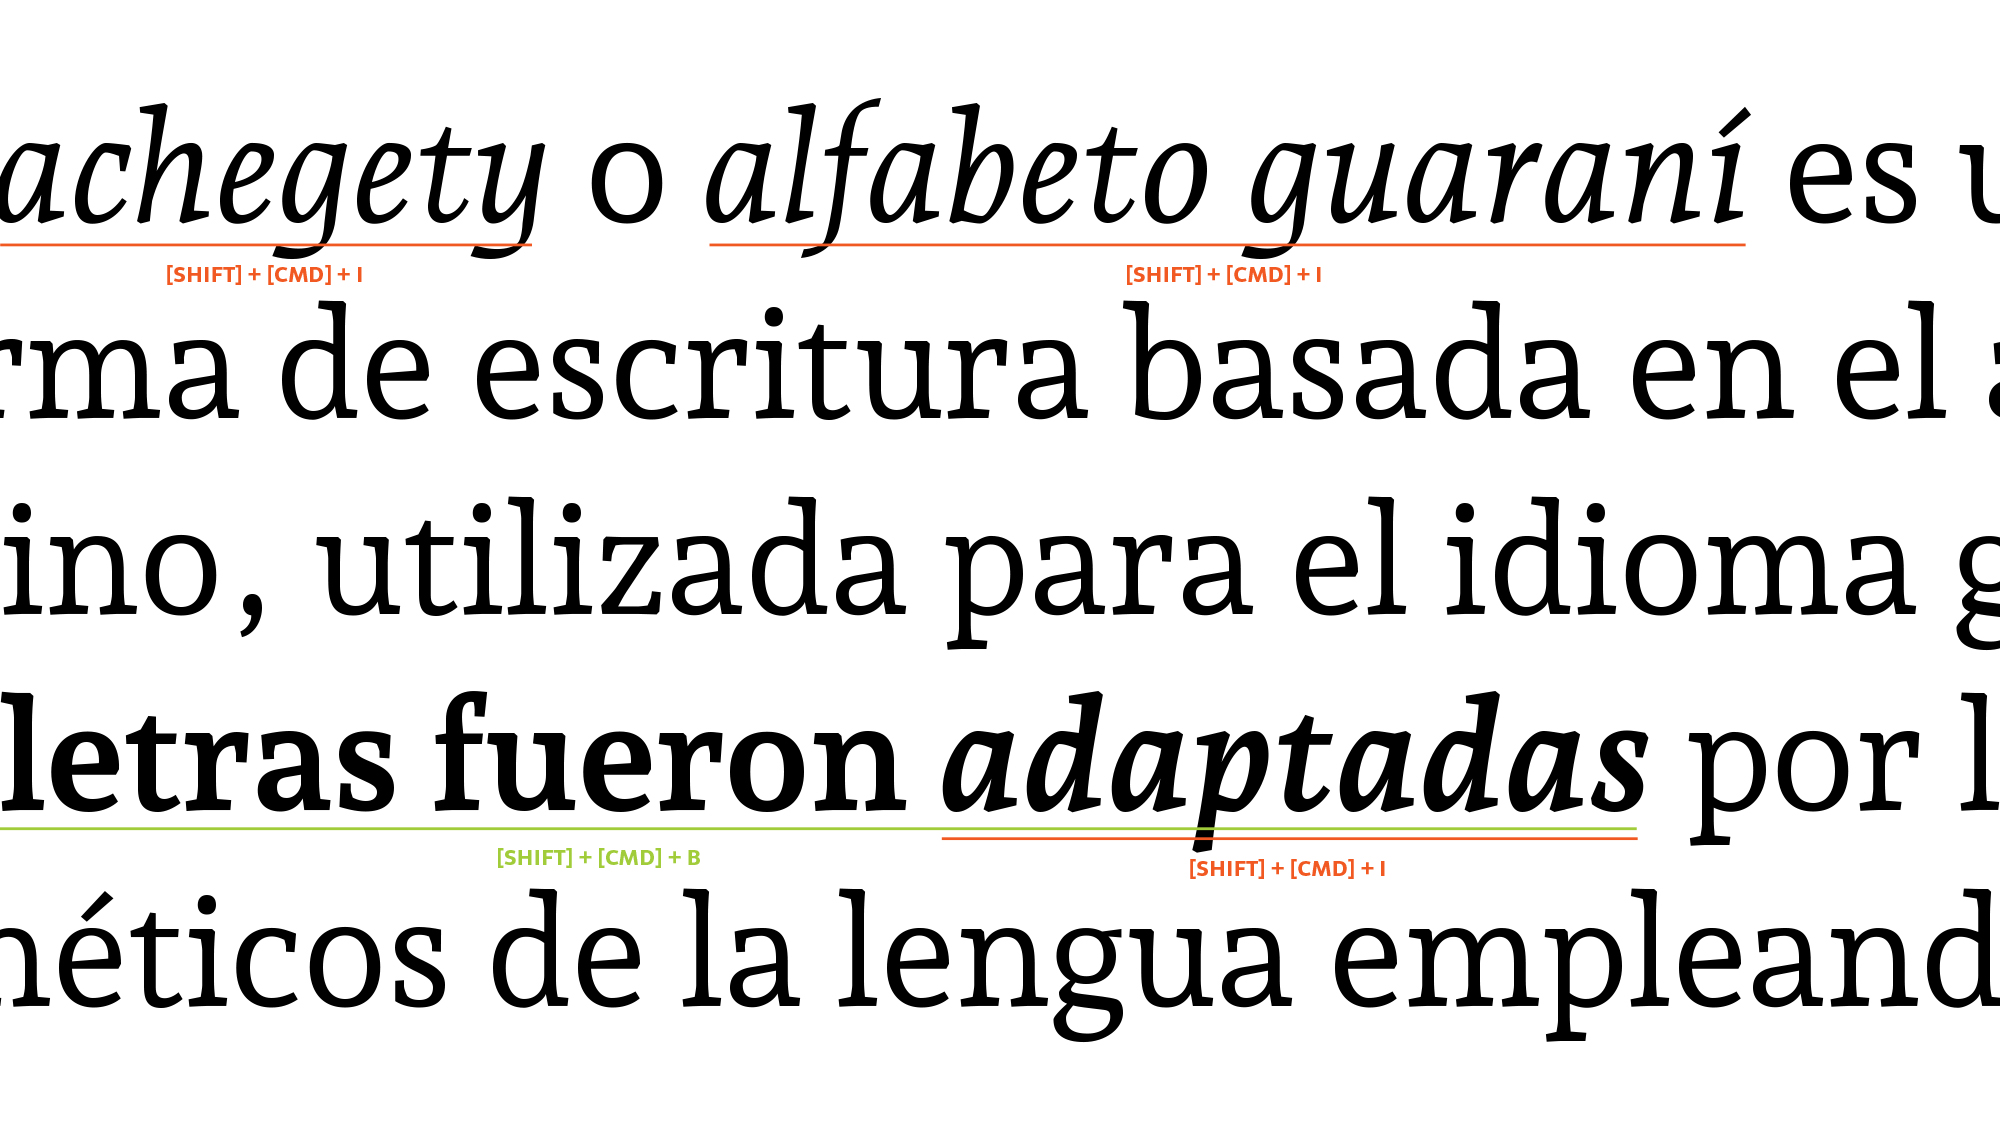 achegety o alfabeto guaraní es u
[SHIFT] + [CMD] + I [SHIFT] + [CMD] + I
rma de escritura basada en el a
ino, utilizada para el idioma g
letras fueron adaptadas por l
[SHIFT] + [CMD] + B [SHIFT] + [CMD] + I
néticos de la lengua empleand